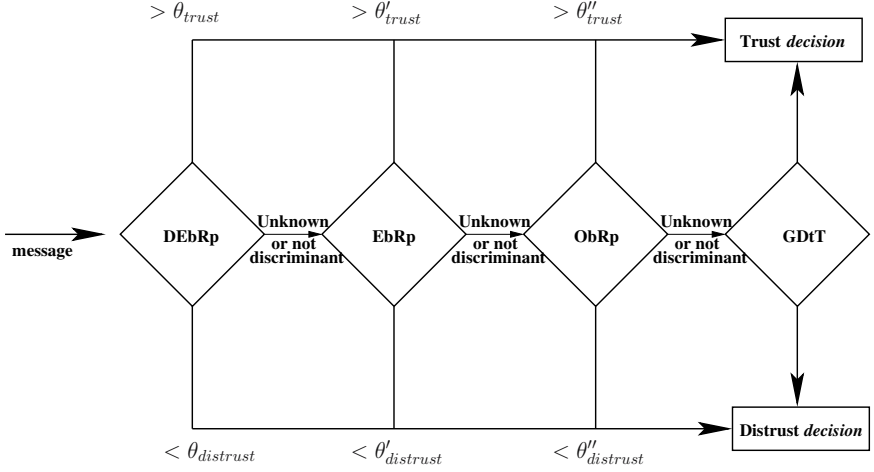 > θ_trust
> θ′_trust
> θ″_trust
Trust decision
message
DEbRp
Unknown
or not
discriminant
EbRp
Unknown
or not
discriminant
ObRp
Unknown
or not
discriminant
GDtT
< θ_distrust
< θ′_distrust
< θ″_distrust
Distrust decision